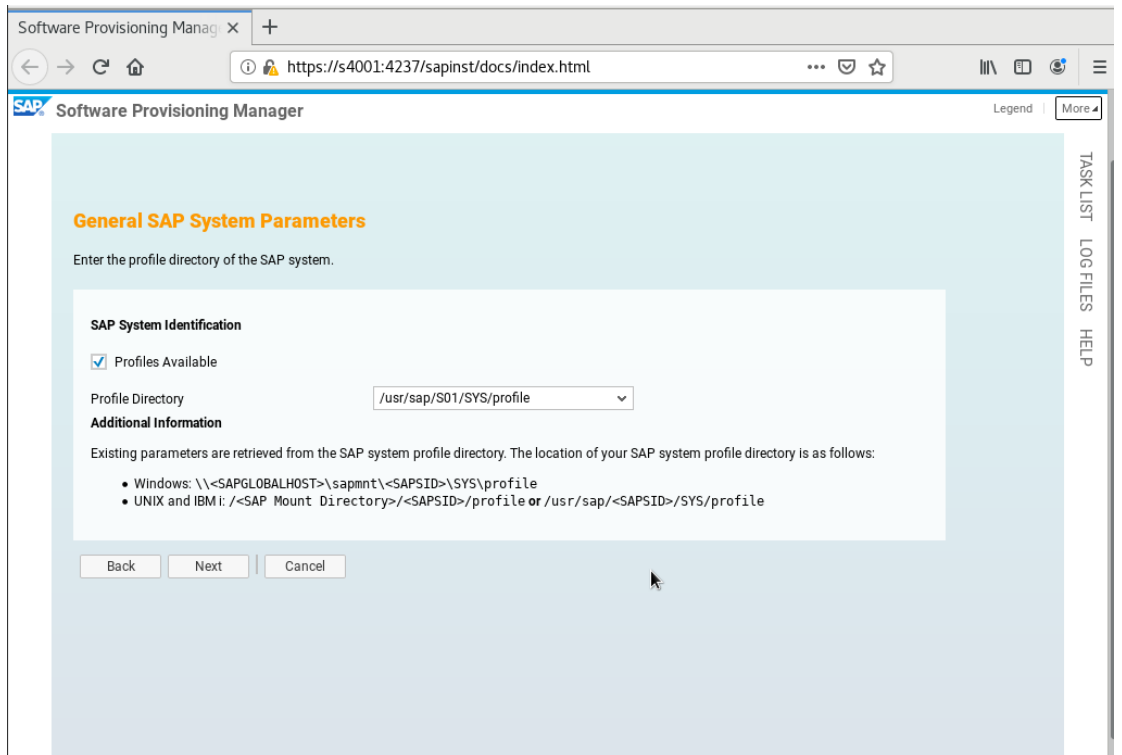 Software Provisioning Manag
https://s4001:4237/sapinst/docs/index.html
SAP Software Provisioning Manager
Legend
More
General SAP System Parameters
Enter the profile directory of the SAP system.
SAP System Identification
Profiles Available
Profile Directory
/usr/sap/S01/SYS/profile
Additional Information
Existing parameters are retrieved from the SAP system profile directory. The location of your SAP system profile directory is as follows:
• Windows: \\<SAPGLOBALHOST>\sapmnt\<SAPSID>\SYS\profile
• UNIX and IBM i: /<SAP Mount Directory>/<SAPSID>/profile or /usr/sap/<SAPSID>/SYS/profile
Back
Next
Cancel
TASK LIST
LOG FILES
HELP